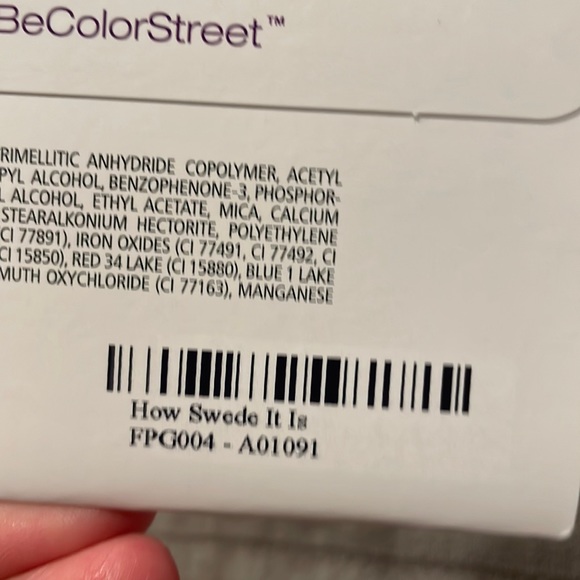 BeColorStreet™
RIMELLITIC ANHYDRIDE COPOLYMER, ACETYL
PYL ALCOHOL, BENZOPHENONE-3, PHOSPHOR-
L ALCOHOL, ETHYL ACETATE, MICA, CALCIUM
STEARALKONIUM HECTORITE, POLYETHYLENE
CI 77891), IRON OXIDES (CI 77491, CI 77492, CI
CI 15850), RED 34 LAKE (CI 15880), BLUE 1 LAKE
MUTH OXYCHLORIDE (CI 77163), MANGANESE
How Swede It Is
FPG004 - A01091